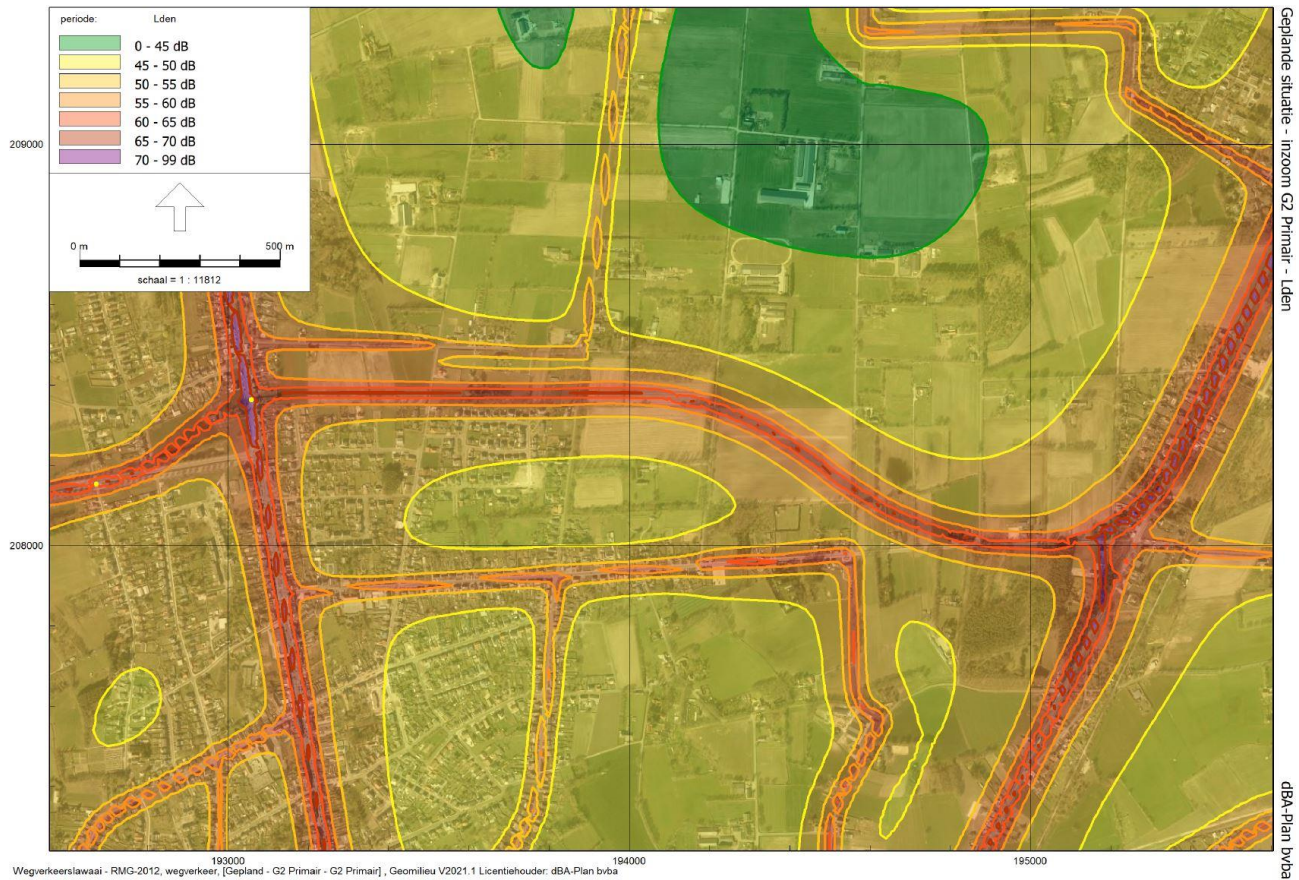 periode: Lden
0 - 45 dB
45 - 50 dB
50 - 55 dB
55 - 60 dB
60 - 65 dB
65 - 70 dB
70 - 99 dB
0 m 500 m
schaal = 1 : 11812
209000
208000
193000 194000 195000
Geplande situatie - inzoom G2 Primair - Lden
dBA-Plan bvba
Wegverkeerslawaai - RMG-2012, wegverkeer, [Gepland - G2 Primair - G2 Primair] , Geomilieu V2021.1 Licentiehouder: dBA-Plan bvba